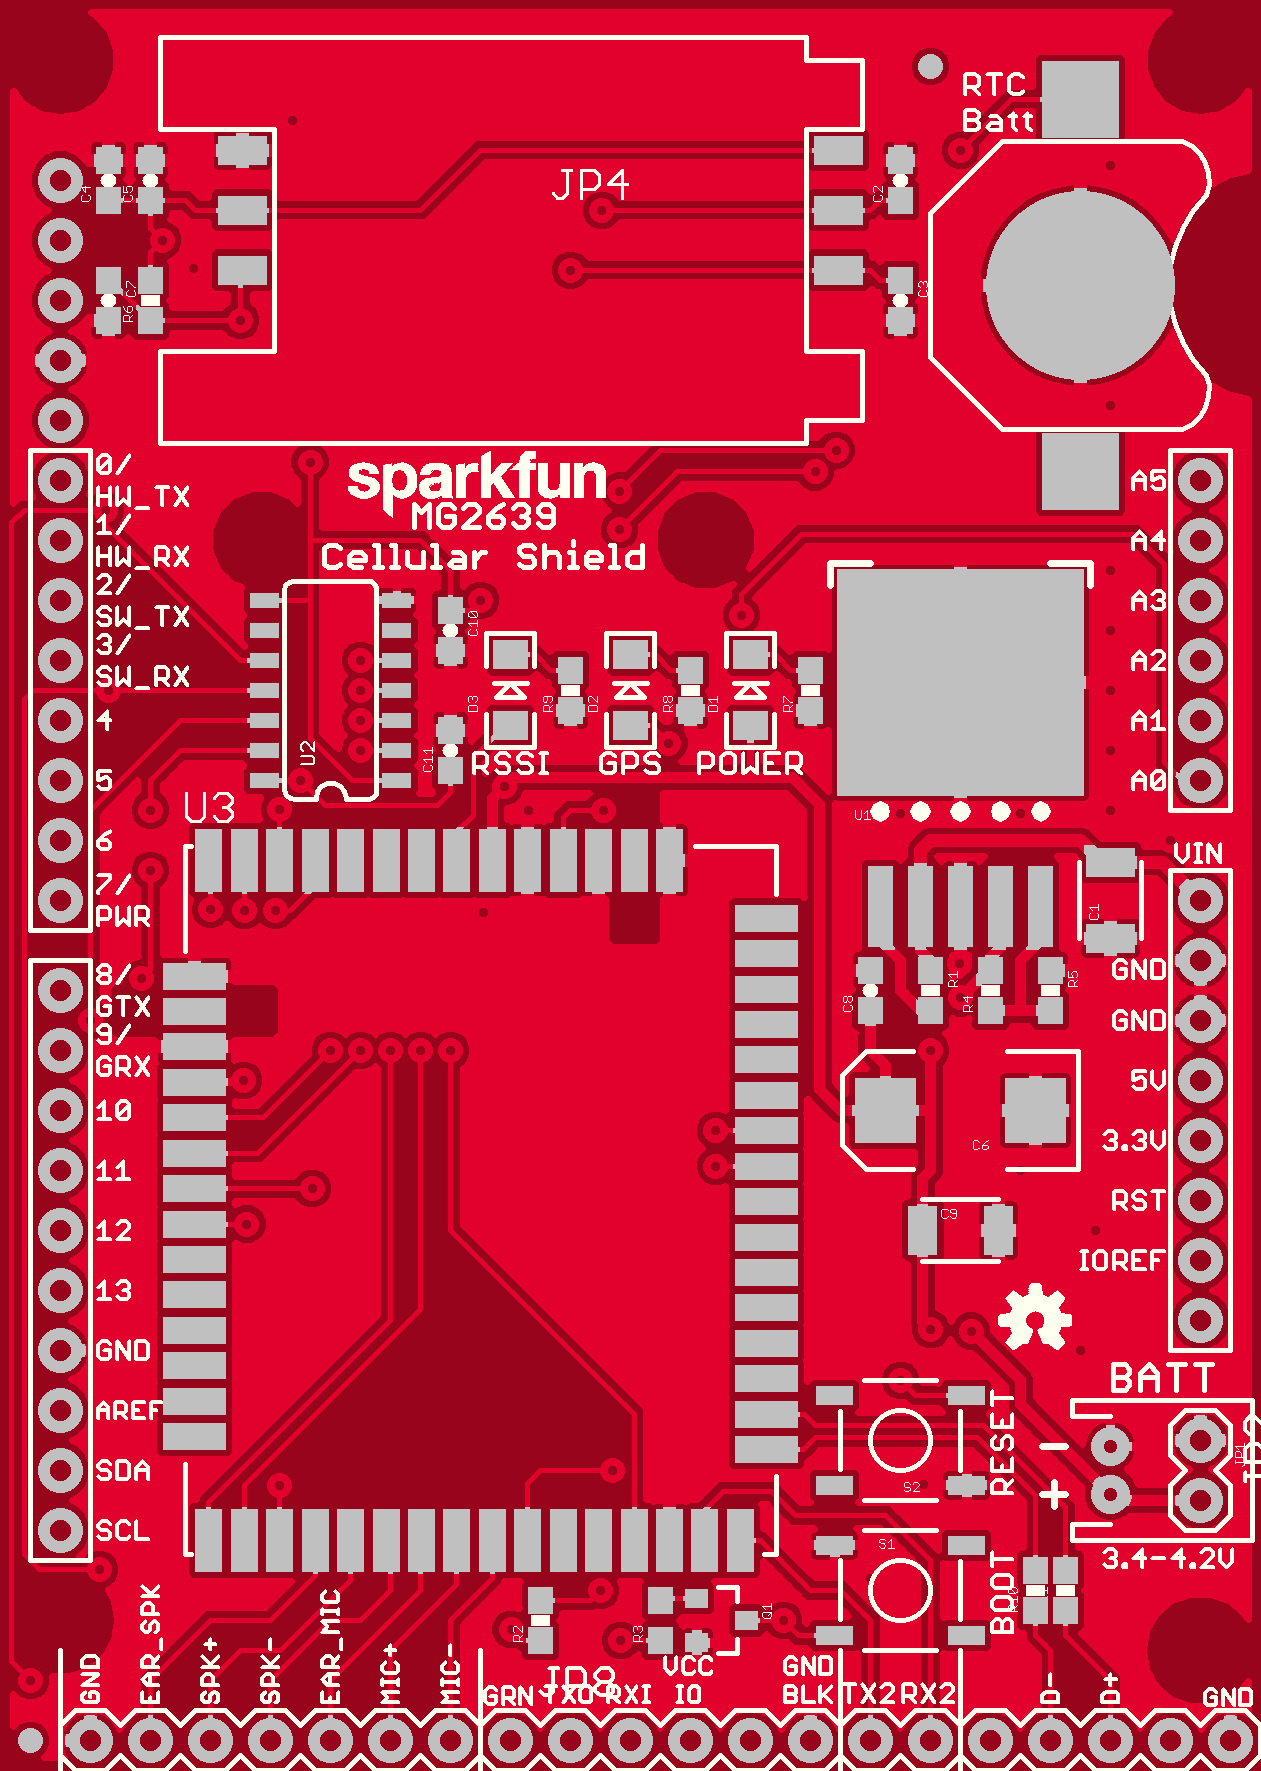 RTC
Batt
JP4
C4
C5
C2
C7
R6
C3
sparkfun
MG2639
Cellular Shield
0/
HW_TX
1/
HW_RX
2/
SW_TX
3/
SW_RX
4
5
6
7/
PWR
A5
A4
A3
A2
A1
A0
C10
U2
C11
D3
R9
D2
R8
D1
R7
RSSI
GPS
POWER
U3
U1
VIN
C1
8/
GTX
9/
GRX
10
11
12
13
GND
AREF
SDA
SCL
C8
R1
R4
R5
GND
GND
5V
3.3V
RST
IOREF
C6
C9
BATT
RESET
S2
-
+
JP1
3.4-4.2V
S1
BOOT
R10
R2
R3
Q1
GND
EAR_SPK
SPK+
SPK-
EAR_MIC
MIC+
MIC-
JP8
GRN
TXO
RXI
VCC
IO
GND
BLK
TX2
RX2
D-
D+
GND